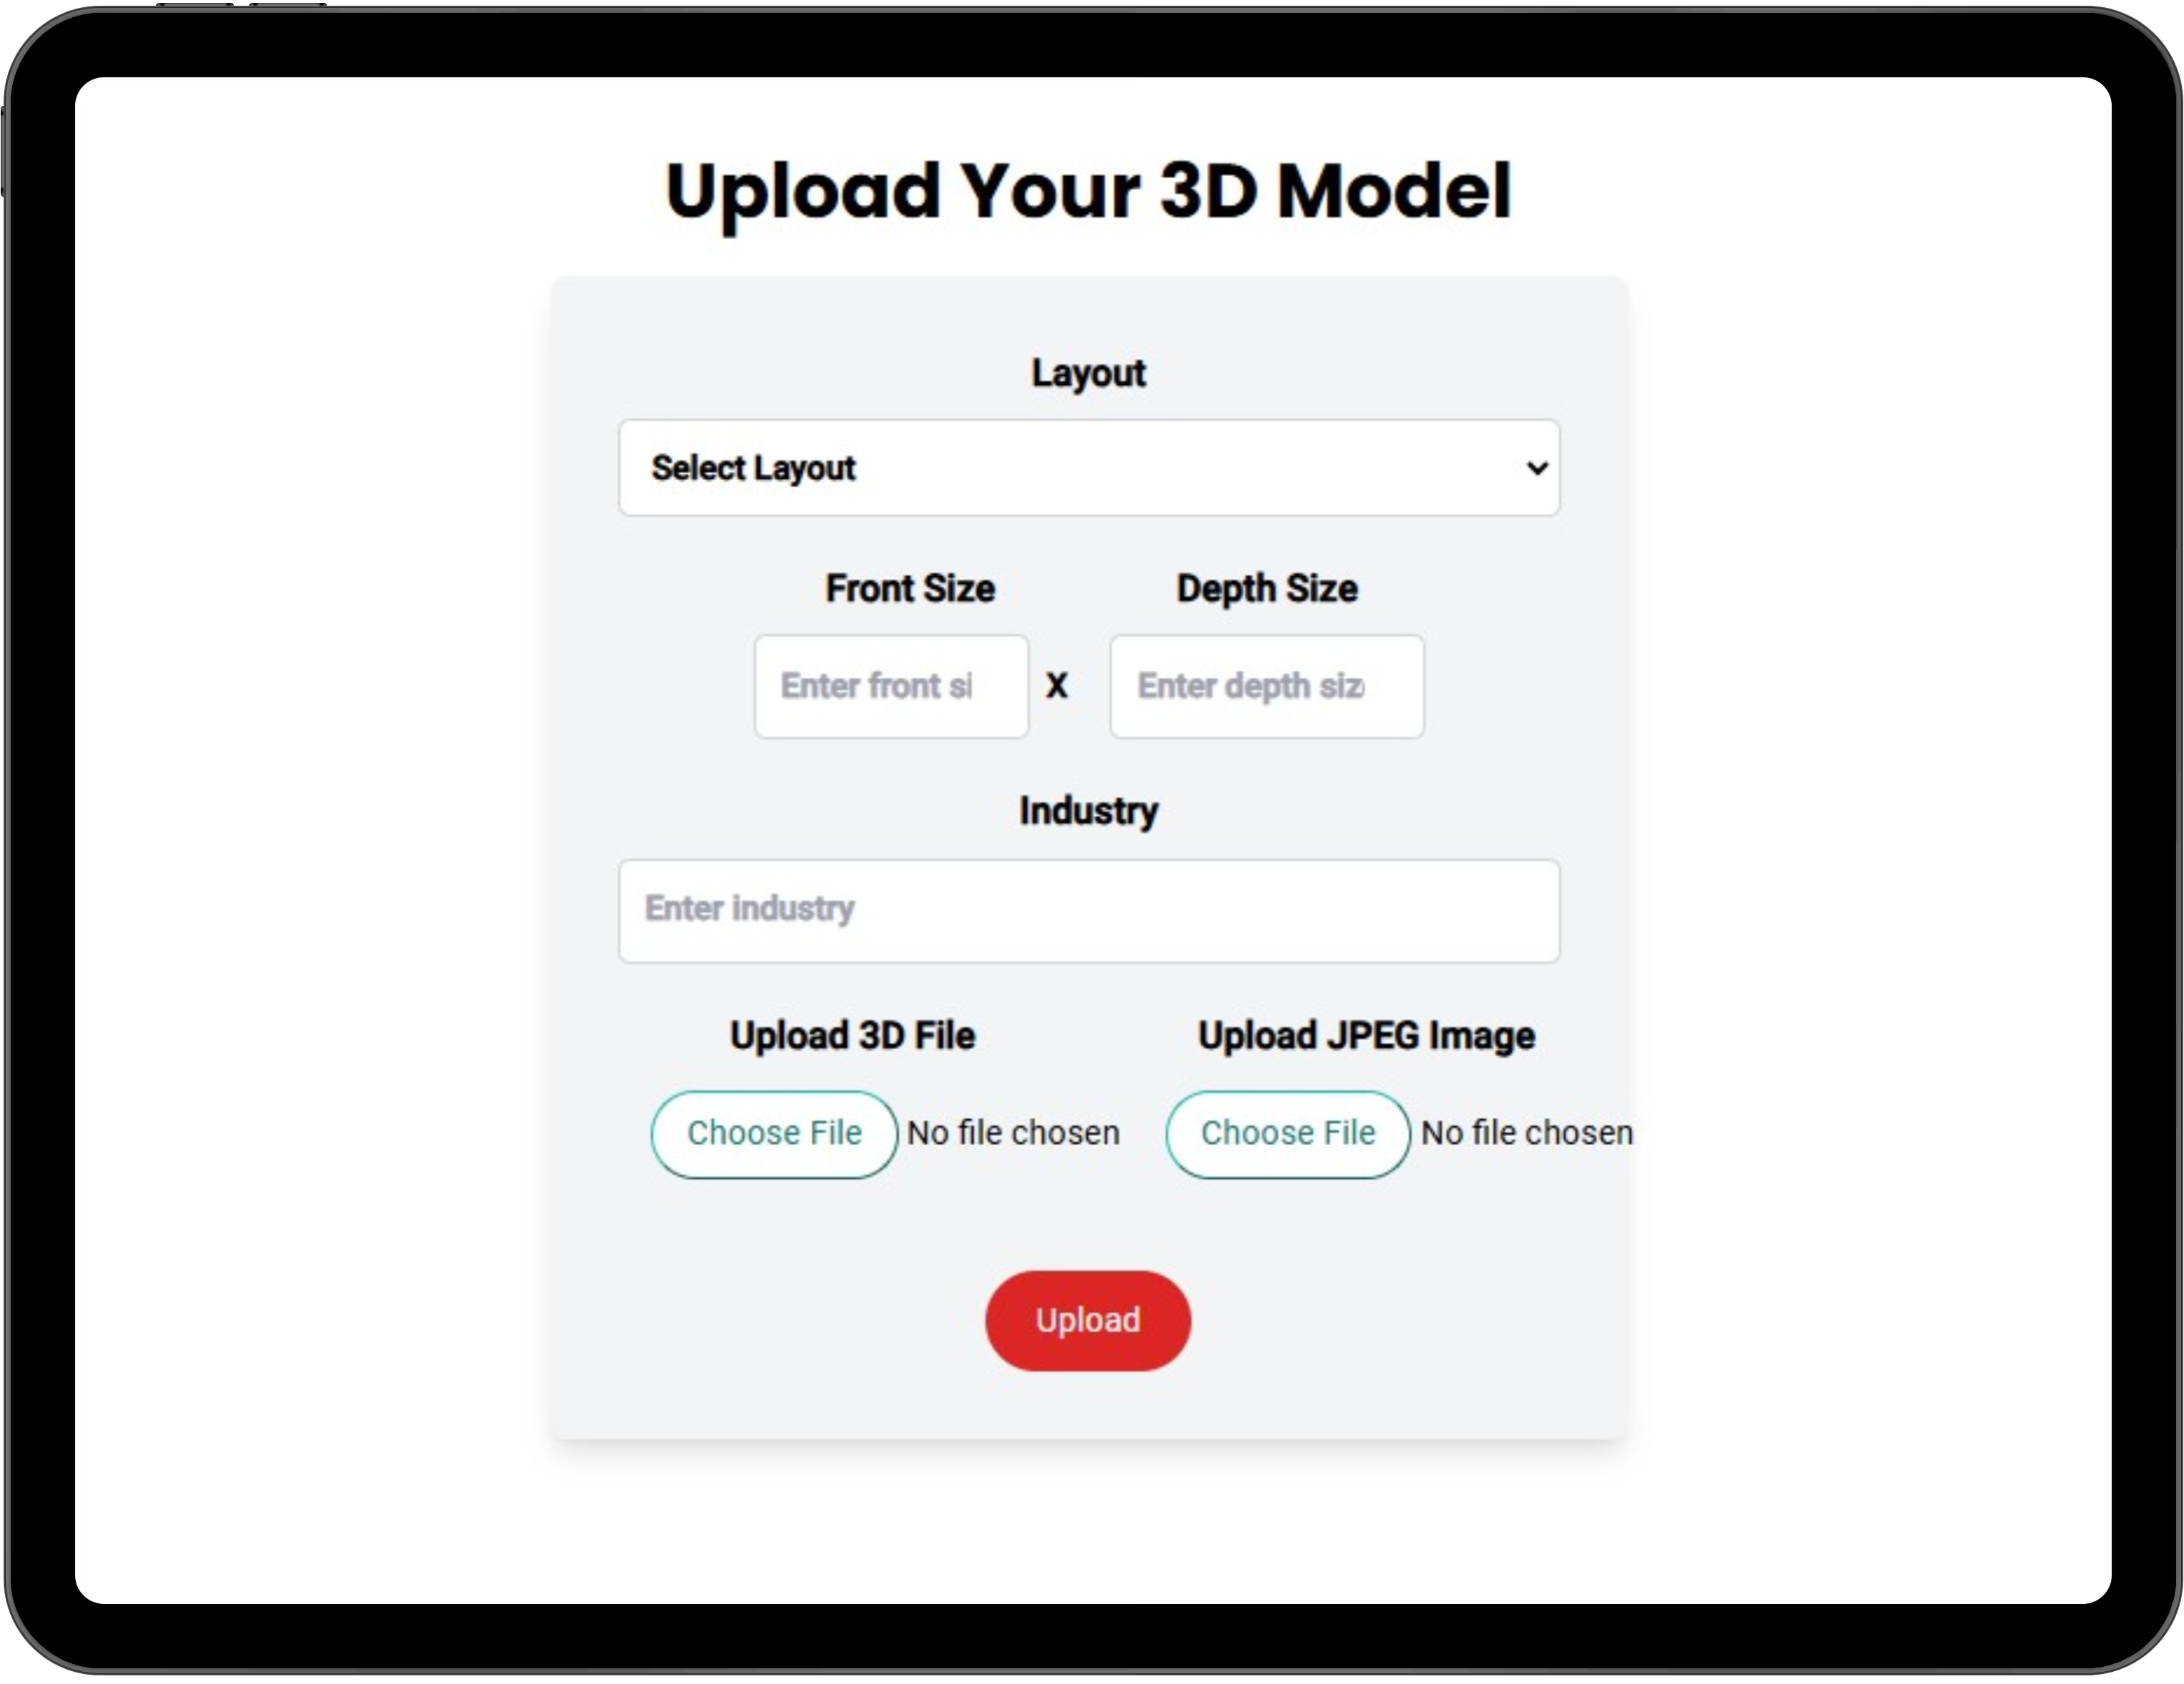 Upload Your 3D Model
Layout
Select Layout
Front Size Depth Size
Enter front si X Enter depth siz
Industry
Enter industry
Upload 3D File Upload JPEG Image
Choose File No file chosen Choose File No file chosen
Upload